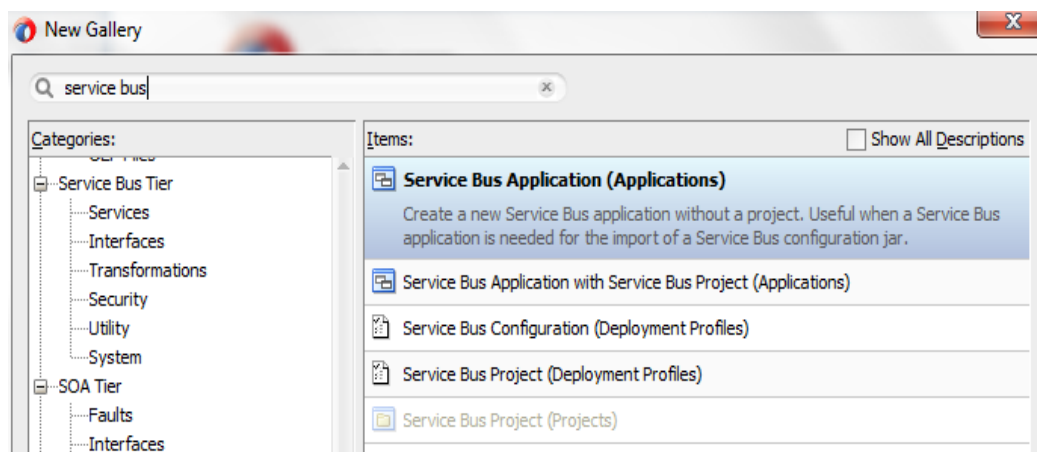 New Gallery
service bus
Categories:
Items:
Show All Descriptions
Service Bus Tier
Services
Interfaces
Transformations
Security
Utility
System
SOA Tier
Faults
Interfaces
Service Bus Application (Applications)
Create a new Service Bus application without a project. Useful when a Service Bus
application is needed for the import of a Service Bus configuration jar.
Service Bus Application with Service Bus Project (Applications)
Service Bus Configuration (Deployment Profiles)
Service Bus Project (Deployment Profiles)
Service Bus Project (Projects)